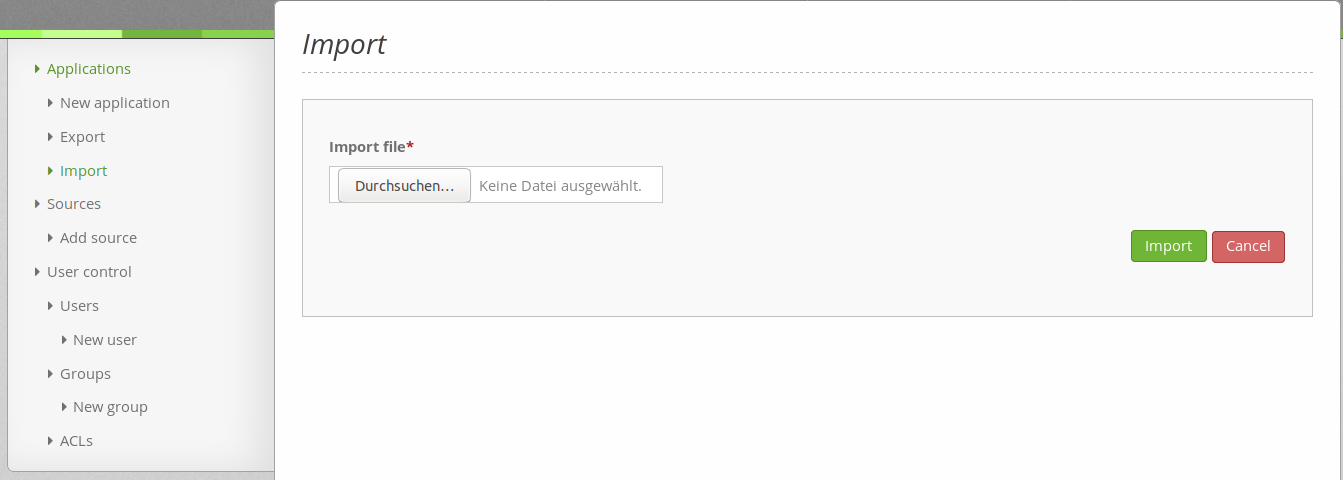 Applications
New application
Export
Import
Sources
Add source
User control
Users
New user
Groups
New group
ACLs
Import
Import file*
Durchsuchen... Keine Datei ausgewählt.
Import Cancel